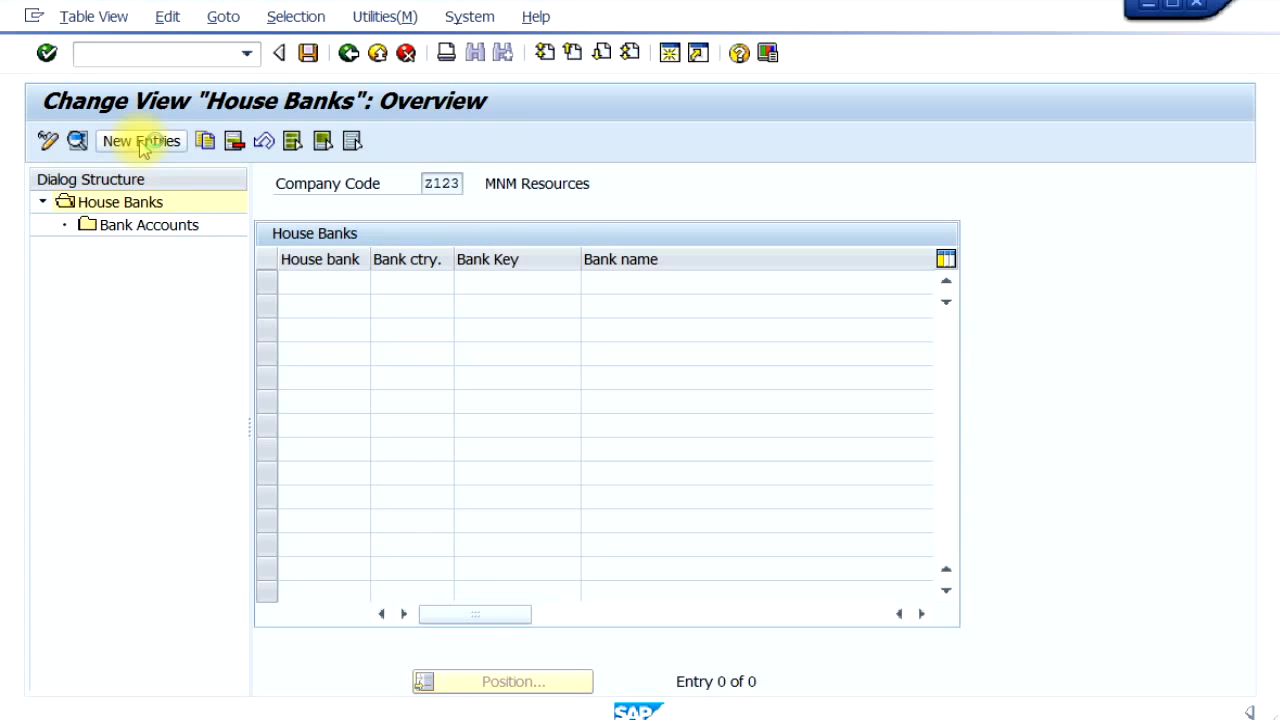 Table View Edit Goto Selection Utilities(M) System Help
Change View "House Banks": Overview
New Entries
Dialog Structure
House Banks
Bank Accounts
Company Code Z123 MNM Resources
House Banks
House bank Bank ctry. Bank Key Bank name
Position... Entry 0 of 0
SAP